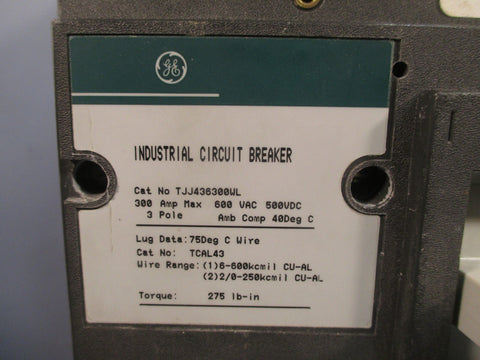 GE
INDUSTRIAL CIRCUIT BREAKER
Cat No TJJ436300WL
300 Amp Max 600 VAC 500VDC
3 Pole Amb Comp 40Deg C
Lug Data: 75Deg C Wire
Cat No: TCAL43
Wire Range: (1)6-600kcmil CU-AL
(2)2/0-250kcmil CU-AL
Torque: 275 lb-in